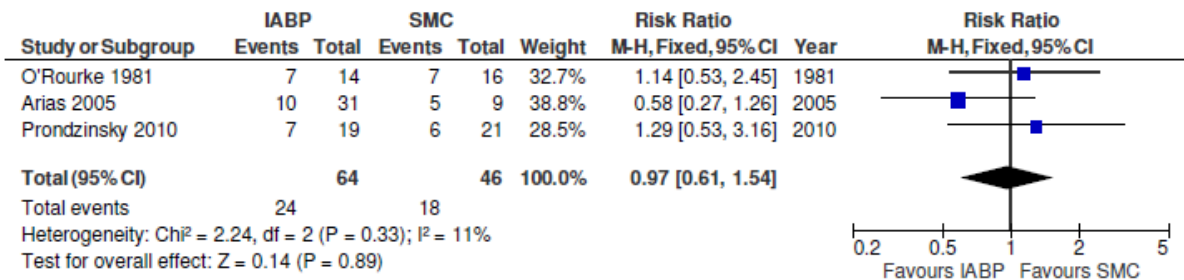 IABP SMC Risk Ratio Risk Ratio
Study or Subgroup Events Total Events Total Weight M-H, Fixed, 95% CI Year M-H, Fixed, 95% CI
O'Rourke 1981 7 14 7 16 32.7% 1.14 [0.53, 2.45] 1981
Arias 2005 10 31 5 9 38.8% 0.58 [0.27, 1.26] 2005
Prondzinsky 2010 7 19 6 21 28.5% 1.29 [0.53, 3.16] 2010
Total (95% CI) 64 46 100.0% 0.97 [0.61, 1.54]
Total events 24 18
Heterogeneity: Chi² = 2.24, df = 2 (P = 0.33); I² = 11%
Test for overall effect: Z = 0.14 (P = 0.89)
0.2 0.5 1 2 5
Favours IABP Favours SMC